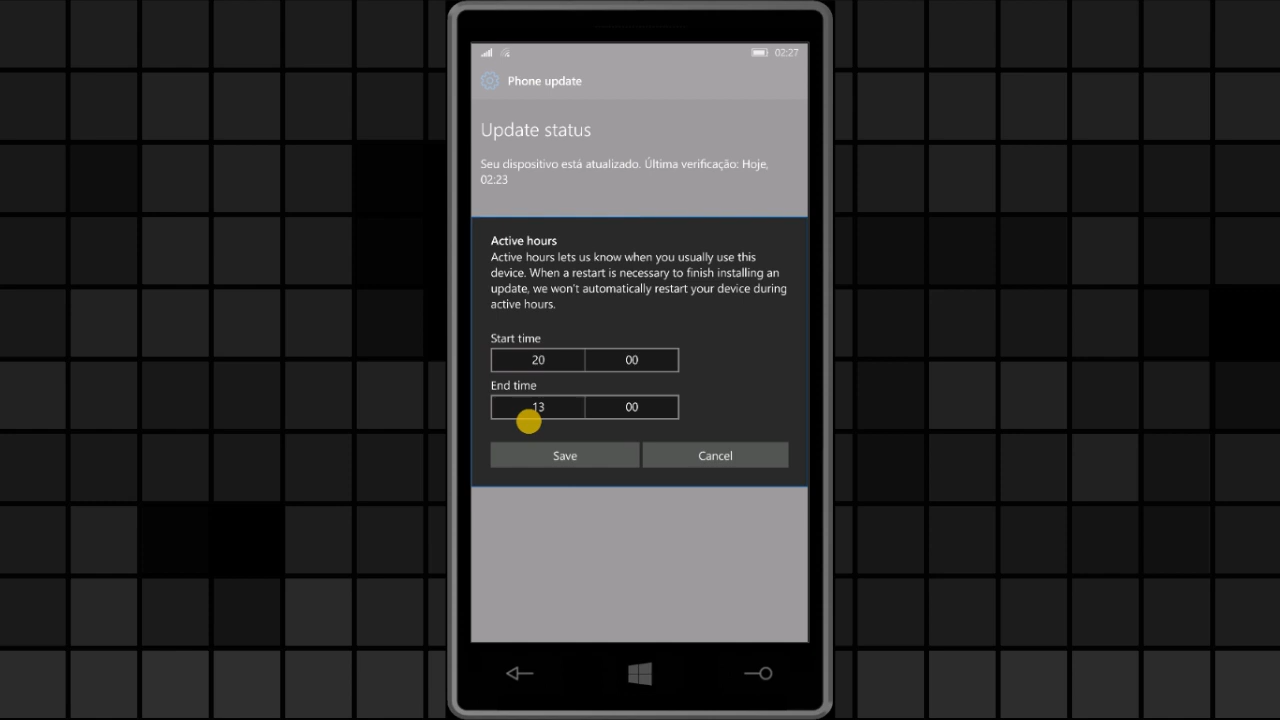 02:27
Phone update
Update status
Seu dispositivo está atualizado. Última verificação: Hoje,
02:23
Active hours
Active hours lets us know when you usually use this
device. When a restart is necessary to finish installing an
update, we won't automatically restart your device during
active hours.
Start time
20 00
End time
13 00
Save Cancel